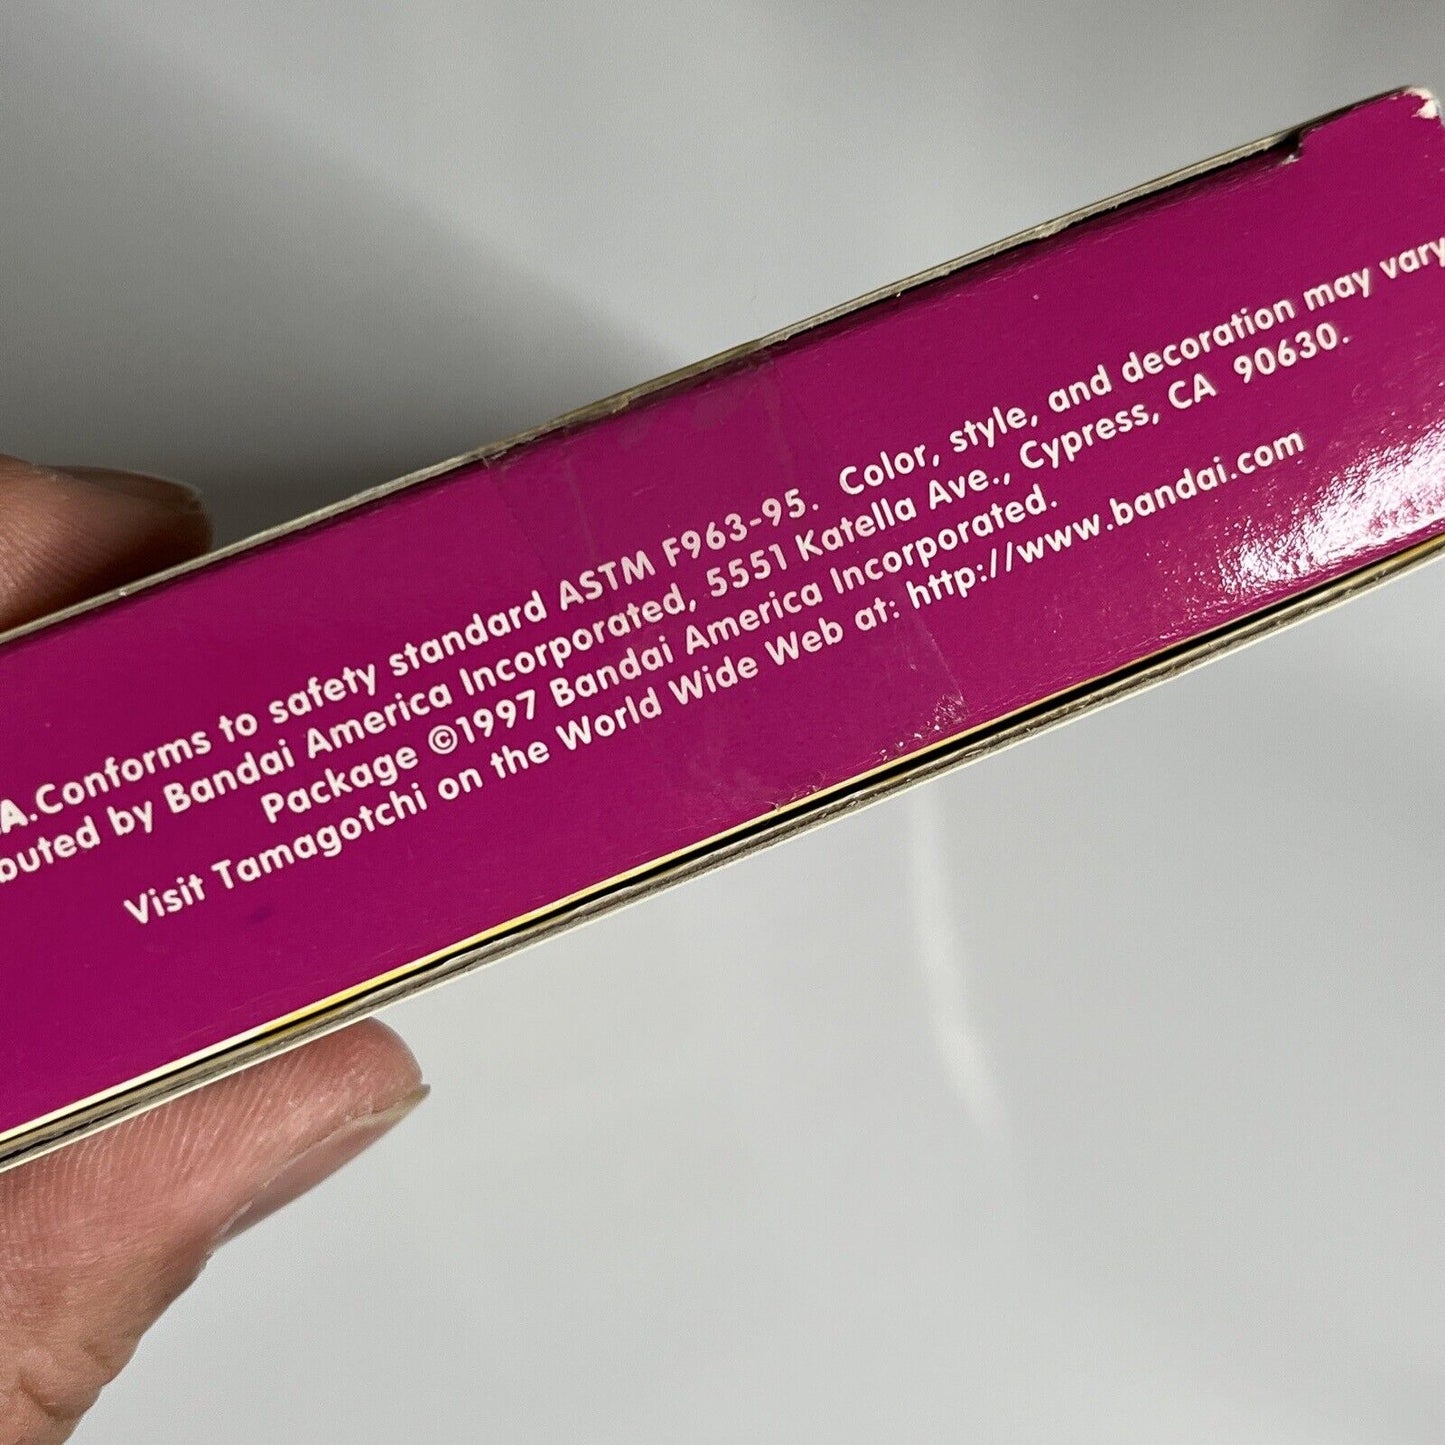 A.Conforms to safety standard ASTM F963-95. Color, style, and decoration may vary
buted by Bandai America Incorporated, 5551 Katella Ave., Cypress, CA 90630.
Package ©1997 Bandai America Incorporated.
Visit Tamagotchi on the World Wide Web at: http://www.bandai.com